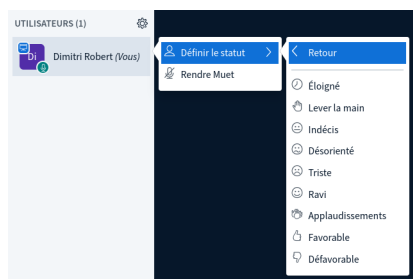 UTILISATEURS (1)
Di
Dimitri Robert (Vous)
Définir le statut
Rendre Muet
Retour
Éloigné
Lever la main
Indécis
Désorienté
Triste
Ravi
Applaudissements
Favorable
Défavorable